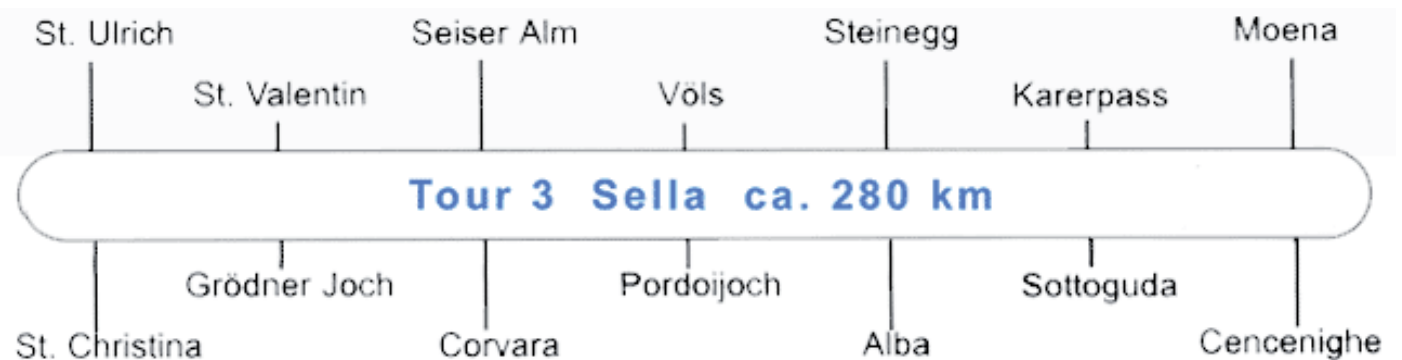 St. Ulrich Seiser Alm Steinegg Moena
St. Valentin Völs Karerpass
Tour 3 Sella ca. 280 km
Grödner Joch Pordoijoch Sottoguda
St. Christina Corvara Alba Cencenighe